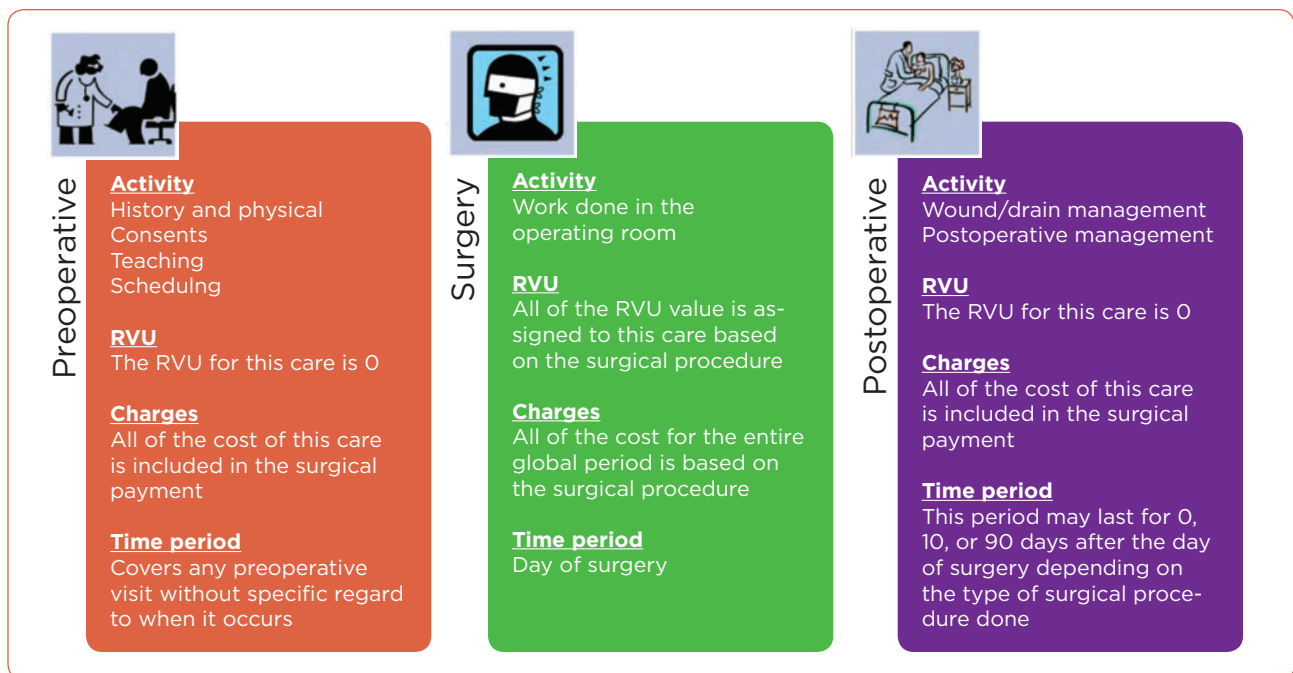 Preoperative
Activity
History and physical
Consents
Teaching
Schedulng
RVU
The RVU for this care is 0
Charges
All of the cost of this care
is included in the surgical
payment
Time period
Covers any preoperative
visit without specific regard
to when it occurs
Surgery
Activity
Work done in the
operating room
RVU
All of the RVU value is as-
signed to this care based
on the surgical procedure
Charges
All of the cost for the entire
global period is based on
the surgical procedure
Time period
Day of surgery
Postoperative
Activity
Wound/drain management
Postoperative management
RVU
The RVU for this care is 0
Charges
All of the cost of this care
is included in the surgical
payment
Time period
This period may last for 0,
10, or 90 days after the day
of surgery depending on
the type of surgical proce-
dure done